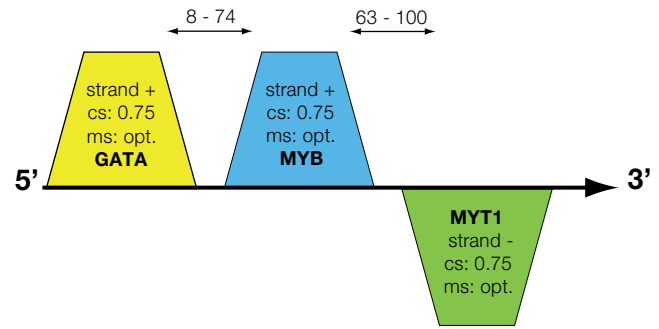 8 - 74
63 - 100
strand +
cs: 0.75
ms: opt.
GATA
strand +
cs: 0.75
ms: opt.
MYB
5’
3’
MYT1
strand -
cs: 0.75
ms: opt.